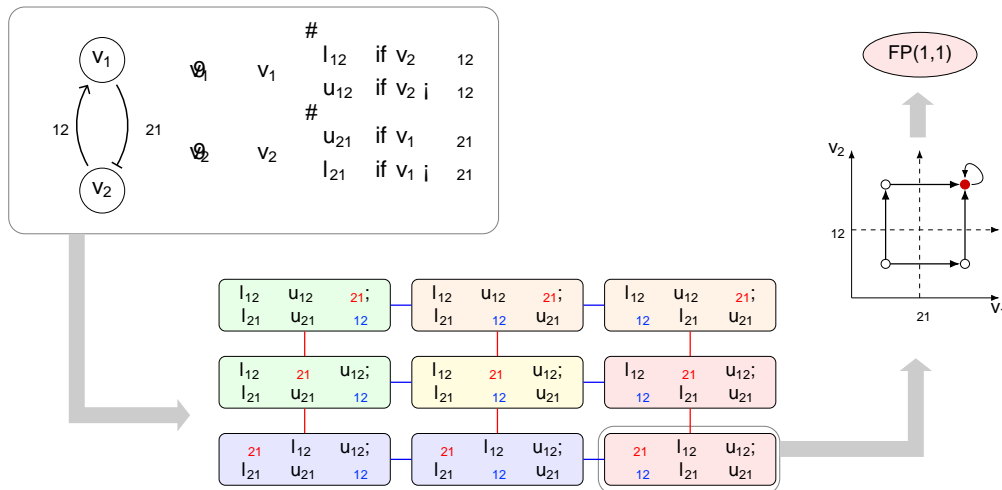 #
v₁
l₁₂ if v₂ ₁₂
v₁ v₁
u₁₂ if v₂ ¡ ₁₂
₁₂ ₂₁
#
u₂₁ if v₁ ₂₁
v₂ v₂
l₂₁ if v₁ ¡ ₂₁
v₂
FP(1,1)
v₂
₁₂
₂₁
v₁
l₁₂ u₁₂ ₂₁;
l₂₁ u₂₁ ₁₂
l₁₂ u₁₂ ₂₁;
l₂₁ ₁₂ u₂₁
l₁₂ u₁₂ ₂₁;
₁₂ l₂₁ u₂₁
l₁₂ ₂₁ u₁₂;
l₂₁ u₂₁ ₁₂
l₁₂ ₂₁ u₁₂;
l₂₁ ₁₂ u₂₁
l₁₂ ₂₁ u₁₂;
₁₂ l₂₁ u₂₁
₂₁ l₁₂ u₁₂;
l₂₁ u₂₁ ₁₂
₂₁ l₁₂ u₁₂;
l₂₁ ₁₂ u₂₁
₂₁ l₁₂ u₁₂;
₁₂ l₂₁ u₂₁